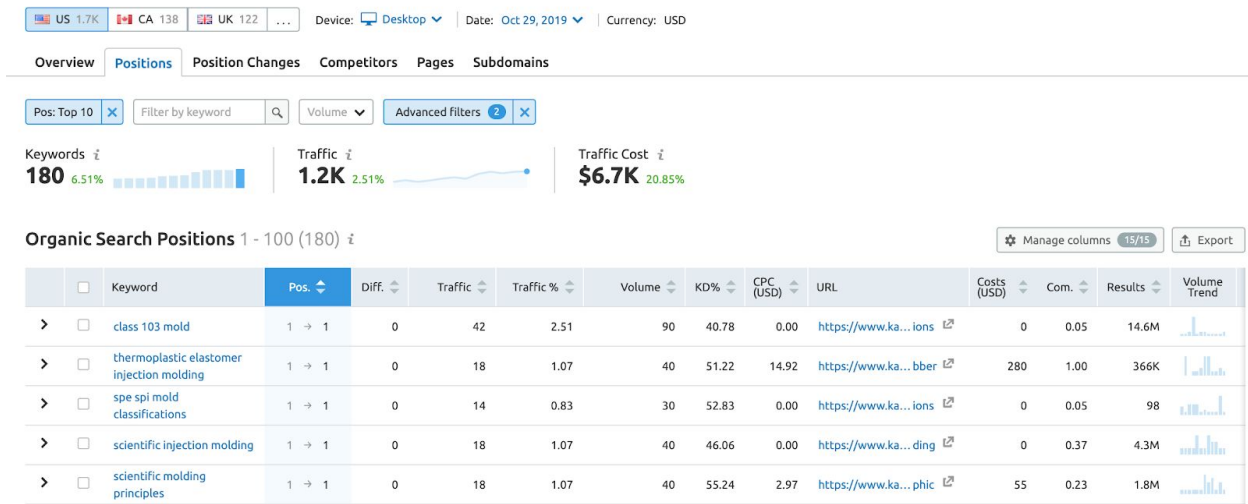 US 1.7K CA 138 UK 122 ... Device: Desktop Date: Oct 29, 2019 Currency: USD
Overview Positions Position Changes Competitors Pages Subdomains
Pos: Top 10 Filter by keyword Volume Advanced filters 2
Keywords i Traffic i Traffic Cost i
180 6.51% 1.2K 2.51% $6.7K 20.85%
Organic Search Positions 1 - 100 (180) i Manage columns 15/15 Export
Keyword Pos. Diff. Traffic Traffic % Volume KD% CPC (USD) URL Costs (USD) Com. Results Volume Trend
class 103 mold 1 → 1 0 42 2.51 90 40.78 0.00 https://www.ka... ions 0 0.05 14.6M
thermoplastic elastomer
injection molding 1 → 1 0 18 1.07 40 51.22 14.92 https://www.ka... bber 280 1.00 366K
spe spi mold
classifications 1 → 1 0 14 0.83 30 52.83 0.00 https://www.ka... ions 0 0.05 98
scientific injection molding 1 → 1 0 18 1.07 40 46.06 0.00 https://www.ka... ding 0 0.37 4.3M
scientific molding
principles 1 → 1 0 18 1.07 40 55.24 2.97 https://www.ka... phic 55 0.23 1.8M